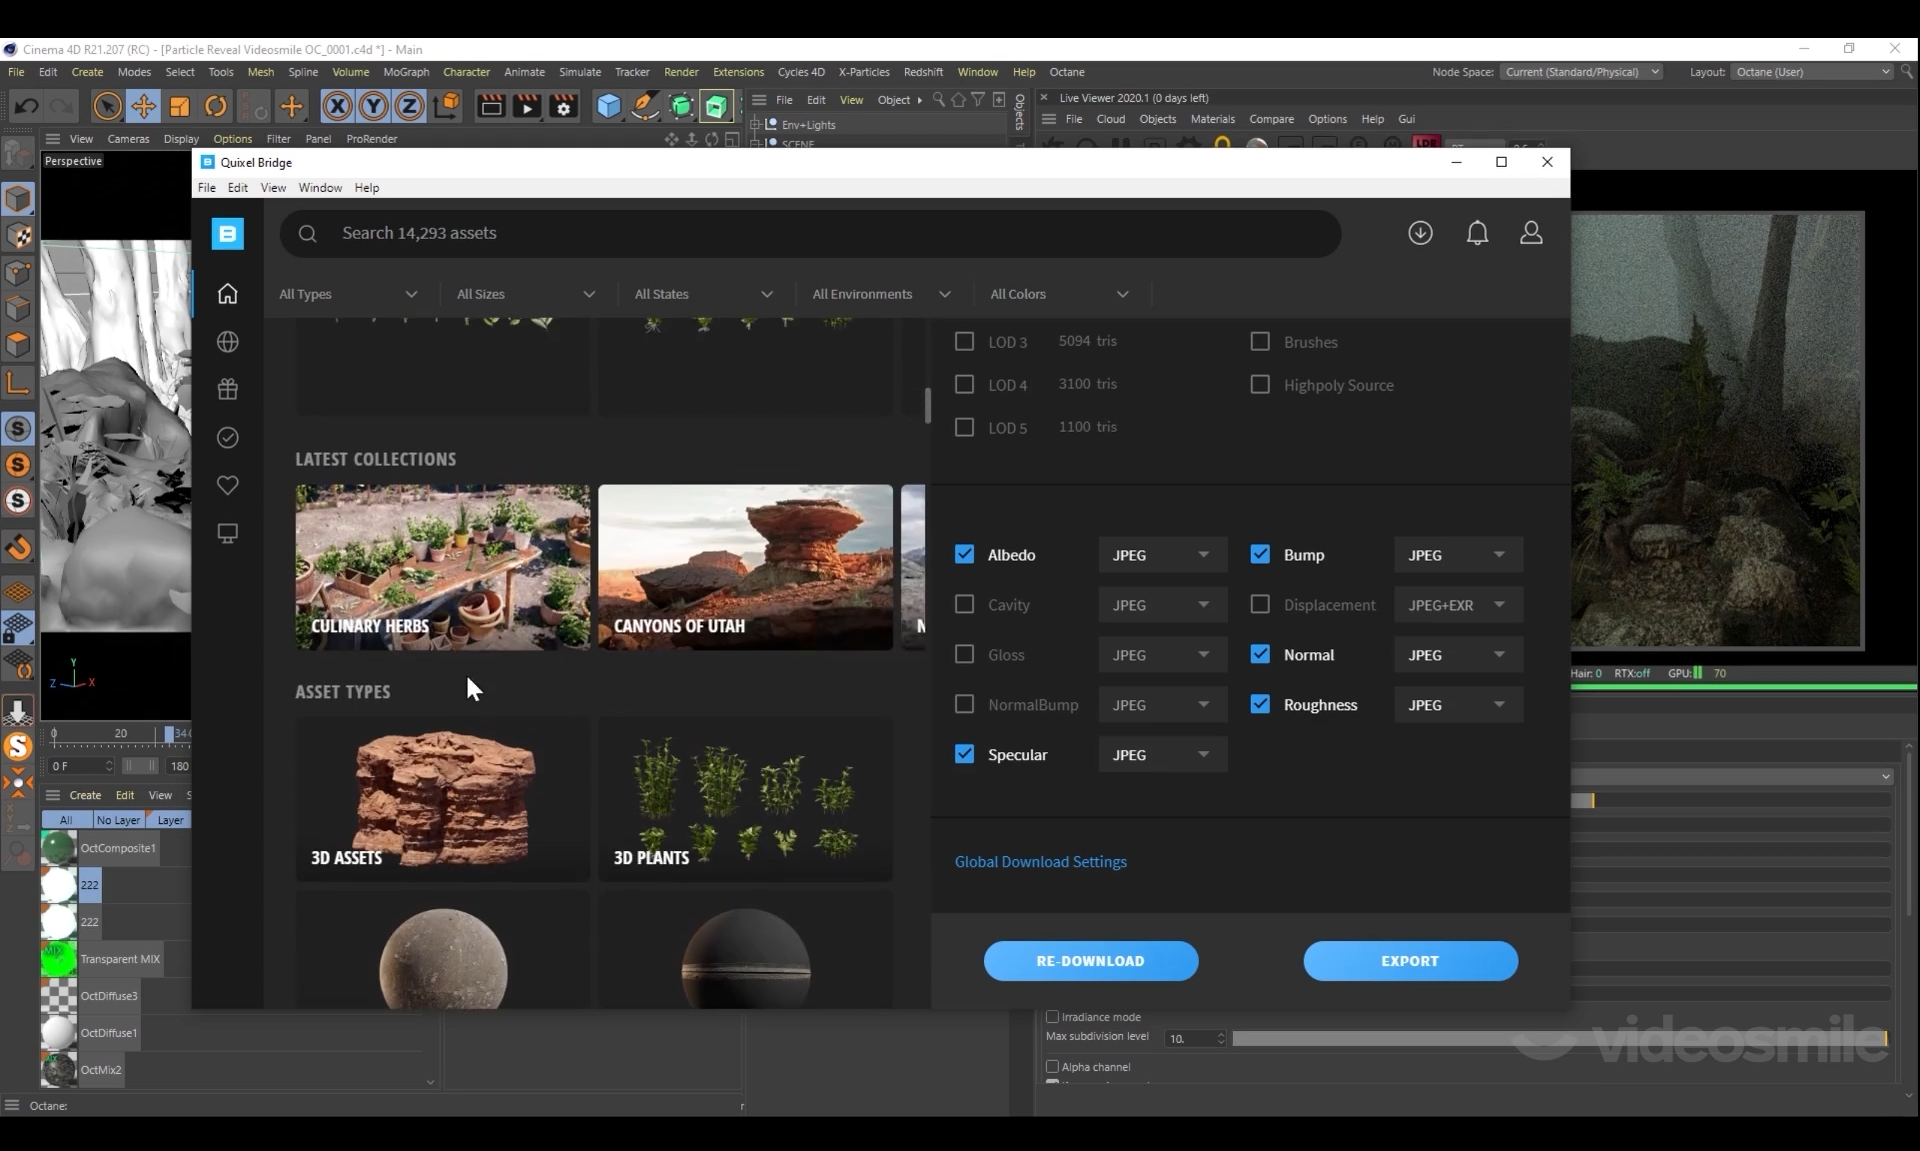 Cinema 4D R21.207 (RC) - [Particle Reveal Videosmile OC_0001.c4d *] - Main
File Edit Create Modes Select Tools Mesh Spline Volume MoGraph Character Animate Simulate Tracker Render Extensions Cycles 4D X-Particles Redshift Window Help Octane Node Space: Current (Standard/Physical) Layout: Octane (User)
File Edit View Object Objects Live Viewer 2020.1 (0 days left)
Env+Lights
File Cloud Objects Materials Compare Options Help Gui
View Cameras Display Options Filter Panel ProRender
SCENE
Perspective
Quixel Bridge
File Edit View Window Help
B Search 14,293 assets
All Types All Sizes All States All Environments All Colors
LOD 3 5094 tris Brushes
LOD 4 3100 tris Highpoly Source
LOD 5 1100 tris
LATEST COLLECTIONS
CULINARY HERBS CANYONS OF UTAH N
Albedo JPEG Bump JPEG
Cavity JPEG Displacement JPEG+EXR
Gloss JPEG Normal JPEG
NormalBump JPEG Roughness JPEG
Specular JPEG
Hair: 0 RTX:off GPU: 70
ASSET TYPES
3D ASSETS 3D PLANTS
Global Download Settings
RE-DOWNLOAD EXPORT
Y
Z X
0 20 34
0 F 180
Create Edit View S
All No Layer Layer
OctComposite1
222
222
Transparent MIX
OctDiffuse3
OctDiffuse1
OctMix2
Irradiance mode
Max subdivision level 10.
Alpha channel
videosmile
Octane: